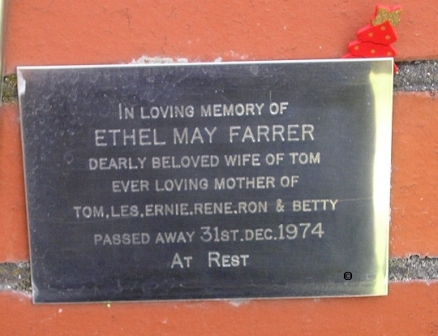 IN LOVING MEMORY OF
ETHEL MAY FARRER
DEARLY BELOVED WIFE OF TOM
EVER LOVING MOTHER OF
TOM,LES,ERNIE.RENE.RON & BETTY
PASSED AWAY 31ST.DEC.1974
AT REST